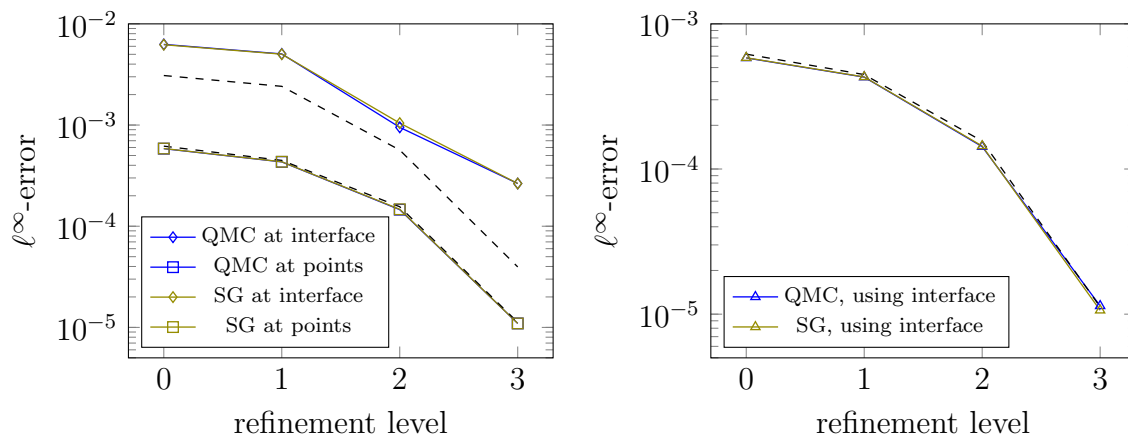 10⁻²
10⁻³
10⁻⁴
10⁻⁵
ℓ∞-error
QMC at interface
QMC at points
SG at interface
SG at points
0 1 2 3
refinement level
10⁻³
10⁻⁴
10⁻⁵
ℓ∞-error
QMC, using interface
SG, using interface
0 1 2 3
refinement level